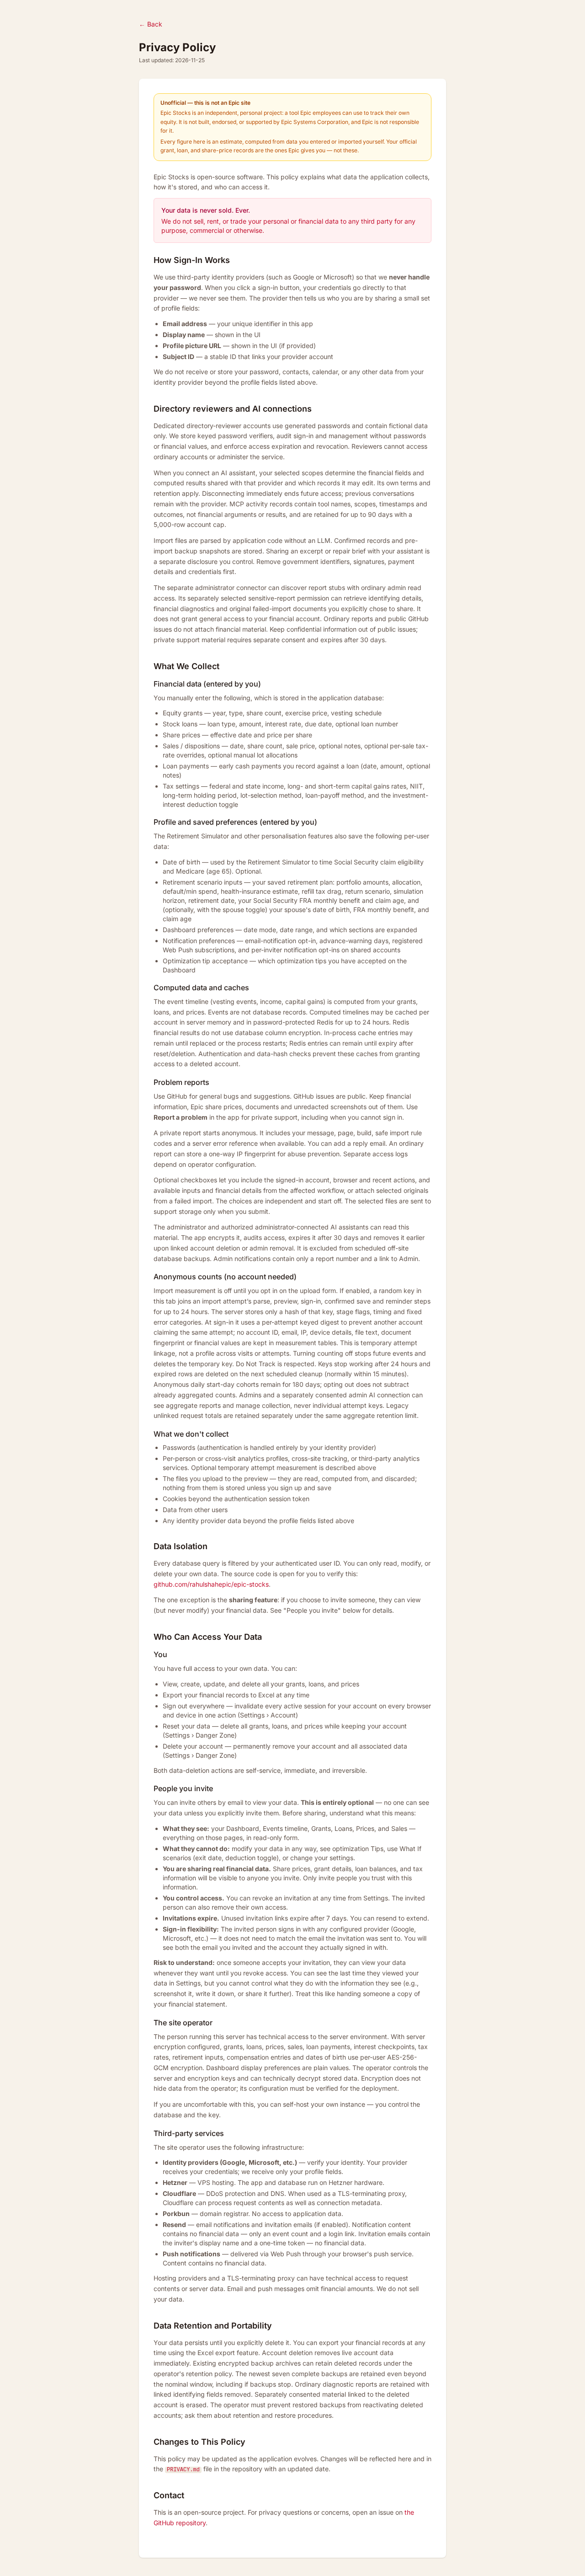 ← Back
Privacy Policy
Last updated: 2026-11-25
Unofficial — this is not an Epic site
Epic Stocks is an independent, personal project: a tool Epic employees can use to track their own
equity. It is not built, endorsed, or supported by Epic Systems Corporation, and Epic is not responsible
for it.
Every figure here is an estimate, computed from data you entered or imported yourself. Your official
grant, loan, and share-price records are the ones Epic gives you — not these.
Epic Stocks is open-source software. This policy explains what data the application collects,
how it's stored, and who can access it.
Your data is never sold. Ever.
We do not sell, rent, or trade your personal or financial data to any third party for any
purpose, commercial or otherwise.
How Sign-In Works
We use third-party identity providers (such as Google or Microsoft) so that we never handle
your password. When you click a sign-in button, your credentials go directly to that
provider — we never see them. The provider then tells us who you are by sharing a small set
of profile fields:
• Email address — your unique identifier in this app
• Display name — shown in the UI
• Profile picture URL — shown in the UI (if provided)
• Subject ID — a stable ID that links your provider account
We do not receive or store your password, contacts, calendar, or any other data from your
identity provider beyond the profile fields listed above.
Directory reviewers and AI connections
Dedicated directory-reviewer accounts use generated passwords and contain fictional data
only. We store keyed password verifiers, audit sign-in and management without passwords
or financial values, and enforce access expiration and revocation. Reviewers cannot access
ordinary accounts or administer the service.
When you connect an AI assistant, your selected scopes determine the financial fields and
computed results shared with that provider and which records it may edit. Its own terms and
retention apply. Disconnecting immediately ends future access; previous conversations
remain with the provider. MCP activity records contain tool names, scopes, timestamps and
outcomes, not financial arguments or results, and are retained for up to 90 days with a
5,000-row account cap.
Import files are parsed by application code without an LLM. Confirmed records and pre-
import backup snapshots are stored. Sharing an excerpt or repair brief with your assistant is
a separate disclosure you control. Remove government identifiers, signatures, payment
details and credentials first.
The separate administrator connector can discover report stubs with ordinary admin read
access. Its separately selected sensitive-report permission can retrieve identifying details,
financial diagnostics and original failed-import documents you explicitly chose to share. It
does not grant general access to your financial account. Ordinary reports and public GitHub
issues do not attach financial material. Keep confidential information out of public issues;
private support material requires separate consent and expires after 30 days.
What We Collect
Financial data (entered by you)
You manually enter the following, which is stored in the application database:
• Equity grants — year, type, share count, exercise price, vesting schedule
• Stock loans — loan type, amount, interest rate, due date, optional loan number
• Share prices — effective date and price per share
• Sales / dispositions — date, share count, sale price, optional notes, optional per-sale tax-
rate overrides, optional manual lot allocations
• Loan payments — early cash payments you record against a loan (date, amount, optional
notes)
• Tax settings — federal and state income, long- and short-term capital gains rates, NIIT,
long-term holding period, lot-selection method, loan-payoff method, and the investment-
interest deduction toggle
Profile and saved preferences (entered by you)
The Retirement Simulator and other personalisation features also save the following per-user
data:
• Date of birth — used by the Retirement Simulator to time Social Security claim eligibility
and Medicare (age 65). Optional.
• Retirement scenario inputs — your saved retirement plan: portfolio amounts, allocation,
default/min spend, health-insurance estimate, refill tax drag, return scenario, simulation
horizon, retirement date, your Social Security FRA monthly benefit and claim age, and
(optionally, with the spouse toggle) your spouse's date of birth, FRA monthly benefit, and
claim age
• Dashboard preferences — date mode, date range, and which sections are expanded
• Notification preferences — email-notification opt-in, advance-warning days, registered
Web Push subscriptions, and per-inviter notification opt-ins on shared accounts
• Optimization tip acceptance — which optimization tips you have accepted on the
Dashboard
Computed data and caches
The event timeline (vesting events, income, capital gains) is computed from your grants,
loans, and prices. Events are not database records. Computed timelines may be cached per
account in server memory and in password-protected Redis for up to 24 hours. Redis
financial results do not use database column encryption. In-process cache entries may
remain until replaced or the process restarts; Redis entries can remain until expiry after
reset/deletion. Authentication and data-hash checks prevent these caches from granting
access to a deleted account.
Problem reports
Use GitHub for general bugs and suggestions. GitHub issues are public. Keep financial
information, Epic share prices, documents and unredacted screenshots out of them. Use
Report a problem in the app for private support, including when you cannot sign in.
A private report starts anonymous. It includes your message, page, build, safe import rule
codes and a server error reference when available. You can add a reply email. An ordinary
report can store a one-way IP fingerprint for abuse prevention. Separate access logs
depend on operator configuration.
Optional checkboxes let you include the signed-in account, browser and recent actions, and
available inputs and financial details from the affected workflow, or attach selected originals
from a failed import. The choices are independent and start off. The selected files are sent to
support storage only when you submit.
The administrator and authorized administrator-connected AI assistants can read this
material. The app encrypts it, audits access, expires it after 30 days and removes it earlier
upon linked account deletion or admin removal. It is excluded from scheduled off-site
database backups. Admin notifications contain only a report number and a link to Admin.
Anonymous counts (no account needed)
Import measurement is off until you opt in on the upload form. If enabled, a random key in
this tab joins an import attempt's parse, preview, sign-in, confirmed save and reminder steps
for up to 24 hours. The server stores only a hash of that key, stage flags, timing and fixed
error categories. At sign-in it uses a per-attempt keyed digest to prevent another account
claiming the same attempt; no account ID, email, IP, device details, file text, document
fingerprint or financial values are kept in measurement tables. This is temporary attempt
linkage, not a profile across visits or attempts. Turning counting off stops future events and
deletes the temporary key. Do Not Track is respected. Keys stop working after 24 hours and
expired rows are deleted on the next scheduled cleanup (normally within 15 minutes).
Anonymous daily start-day cohorts remain for 180 days; opting out does not subtract
already aggregated counts. Admins and a separately consented admin AI connection can
see aggregate reports and manage collection, never individual attempt keys. Legacy
unlinked request totals are retained separately under the same aggregate retention limit.
What we don't collect
• Passwords (authentication is handled entirely by your identity provider)
• Per-person or cross-visit analytics profiles, cross-site tracking, or third-party analytics
services. Optional temporary attempt measurement is described above
• The files you upload to the preview — they are read, computed from, and discarded;
nothing from them is stored unless you sign up and save
• Cookies beyond the authentication session token
• Data from other users
• Any identity provider data beyond the profile fields listed above
Data Isolation
Every database query is filtered by your authenticated user ID. You can only read, modify, or
delete your own data. The source code is open for you to verify this:
github.com/rahulshahepic/epic-stocks.
The one exception is the sharing feature: if you choose to invite someone, they can view
(but never modify) your financial data. See "People you invite" below for details.
Who Can Access Your Data
You
You have full access to your own data. You can:
• View, create, update, and delete all your grants, loans, and prices
• Export your financial records to Excel at any time
• Sign out everywhere — invalidate every active session for your account on every browser
and device in one action (Settings › Account)
• Reset your data — delete all grants, loans, and prices while keeping your account
(Settings › Danger Zone)
• Delete your account — permanently remove your account and all associated data
(Settings › Danger Zone)
Both data-deletion actions are self-service, immediate, and irreversible.
People you invite
You can invite others by email to view your data. This is entirely optional — no one can see
your data unless you explicitly invite them. Before sharing, understand what this means:
• What they see: your Dashboard, Events timeline, Grants, Loans, Prices, and Sales —
everything on those pages, in read-only form.
• What they cannot do: modify your data in any way, see optimization Tips, use What If
scenarios (exit date, deduction toggle), or change your settings.
• You are sharing real financial data. Share prices, grant details, loan balances, and tax
information will be visible to anyone you invite. Only invite people you trust with this
information.
• You control access. You can revoke an invitation at any time from Settings. The invited
person can also remove their own access.
• Invitations expire. Unused invitation links expire after 7 days. You can resend to extend.
• Sign-in flexibility: The invited person signs in with any configured provider (Google,
Microsoft, etc.) — it does not need to match the email the invitation was sent to. You will
see both the email you invited and the account they actually signed in with.
Risk to understand: once someone accepts your invitation, they can view your data
whenever they want until you revoke access. You can see the last time they viewed your
data in Settings, but you cannot control what they do with the information they see (e.g.,
screenshot it, write it down, or share it further). Treat this like handing someone a copy of
your financial statement.
The site operator
The person running this server has technical access to the server environment. With server
encryption configured, grants, loans, prices, sales, loan payments, interest checkpoints, tax
rates, retirement inputs, compensation entries and dates of birth use per-user AES-256-
GCM encryption. Dashboard display preferences are plain values. The operator controls the
server and encryption keys and can technically decrypt stored data. Encryption does not
hide data from the operator; its configuration must be verified for the deployment.
If you are uncomfortable with this, you can self-host your own instance — you control the
database and the key.
Third-party services
The site operator uses the following infrastructure:
• Identity providers (Google, Microsoft, etc.) — verify your identity. Your provider
receives your credentials; we receive only your profile fields.
• Hetzner — VPS hosting. The app and database run on Hetzner hardware.
• Cloudflare — DDoS protection and DNS. When used as a TLS-terminating proxy,
Cloudflare can process request contents as well as connection metadata.
• Porkbun — domain registrar. No access to application data.
• Resend — email notifications and invitation emails (if enabled). Notification content
contains no financial data — only an event count and a login link. Invitation emails contain
the inviter's display name and a one-time token — no financial data.
• Push notifications — delivered via Web Push through your browser's push service.
Content contains no financial data.
Hosting providers and a TLS-terminating proxy can have technical access to request
contents or server data. Email and push messages omit financial amounts. We do not sell
your data.
Data Retention and Portability
Your data persists until you explicitly delete it. You can export your financial records at any
time using the Excel export feature. Account deletion removes live account data
immediately. Existing encrypted backup archives can retain deleted records under the
operator's retention policy. The newest seven complete backups are retained even beyond
the nominal window, including if backups stop. Ordinary diagnostic reports are retained with
linked identifying fields removed. Separately consented material linked to the deleted
account is erased. The operator must prevent restored backups from reactivating deleted
accounts; ask them about retention and restore procedures.
Changes to This Policy
This policy may be updated as the application evolves. Changes will be reflected here and in
the PRIVACY.md file in the repository with an updated date.
Contact
This is an open-source project. For privacy questions or concerns, open an issue on the
GitHub repository.